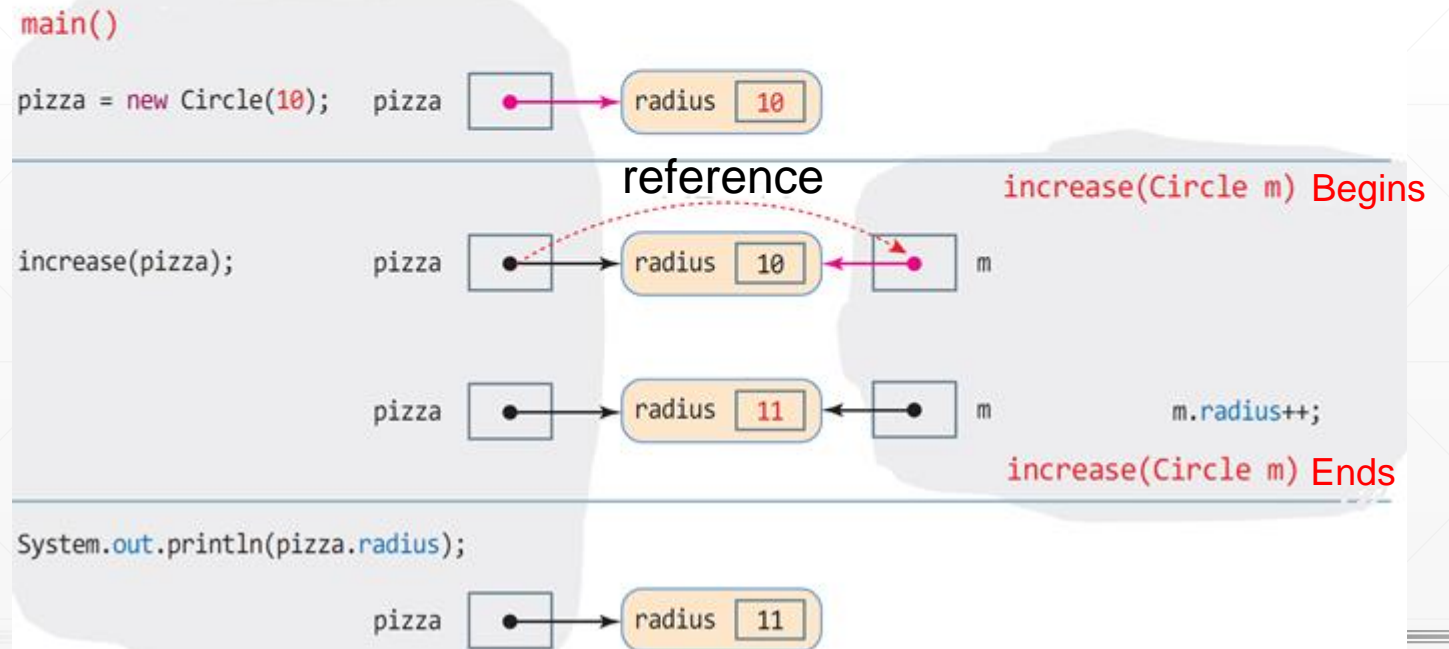 main()
pizza = new Circle(10); pizza radius 10
reference
increase(Circle m) Begins
increase(pizza); pizza radius 10 m
pizza radius 11 m m.radius++;
increase(Circle m) Ends
System.out.println(pizza.radius);
pizza radius 11